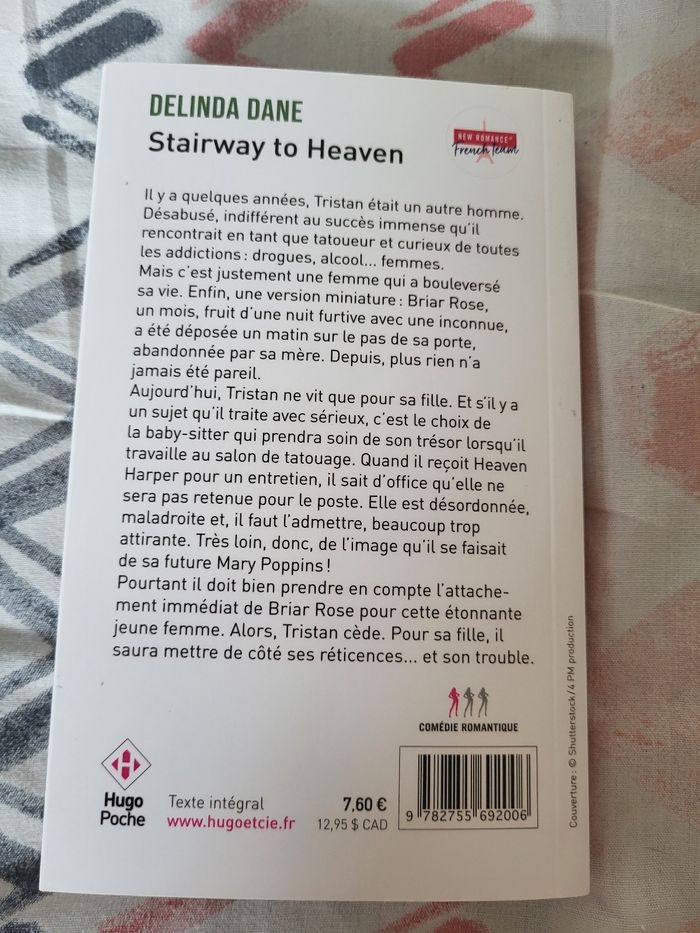 DELINDA DANE
Stairway to Heaven
NEW ROMANCE®
French Team
Il y a quelques années, Tristan était un autre homme.
Désabusé, indifférent au succès immense qu'il
rencontrait en tant que tatoueur et curieux de toutes
les addictions : drogues, alcool... femmes.
Mais c'est justement une femme qui a bouleversé
sa vie. Enfin, une version miniature : Briar Rose,
un mois, fruit d'une nuit furtive avec une inconnue,
a été déposée un matin sur le pas de sa porte,
abandonnée par sa mère. Depuis, plus rien n'a
jamais été pareil.
Aujourd'hui, Tristan ne vit que pour sa fille. Et s'il y a
un sujet qu'il traite avec sérieux, c'est le choix de
la baby-sitter qui prendra soin de son trésor lorsqu'il
travaille au salon de tatouage. Quand il reçoit Heaven
Harper pour un entretien, il sait d'office qu'elle ne
sera pas retenue pour le poste. Elle est désordonnée,
maladroite et, il faut l'admettre, beaucoup trop
attirante. Très loin, donc, de l'image qu'il se faisait
de sa future Mary Poppins !
Pourtant il doit bien prendre en compte l'attache-
ment immédiat de Briar Rose pour cette étonnante
jeune femme. Alors, Tristan cède. Pour sa fille, il
saura mettre de côté ses réticences... et son trouble.
COMÉDIE ROMANTIQUE
Hugo
Poche
Texte intégral
www.hugoetcie.fr
7,60 €
12,95 $ CAD
9 782755 692006
Couverture : © Shutterstock/4 PM production